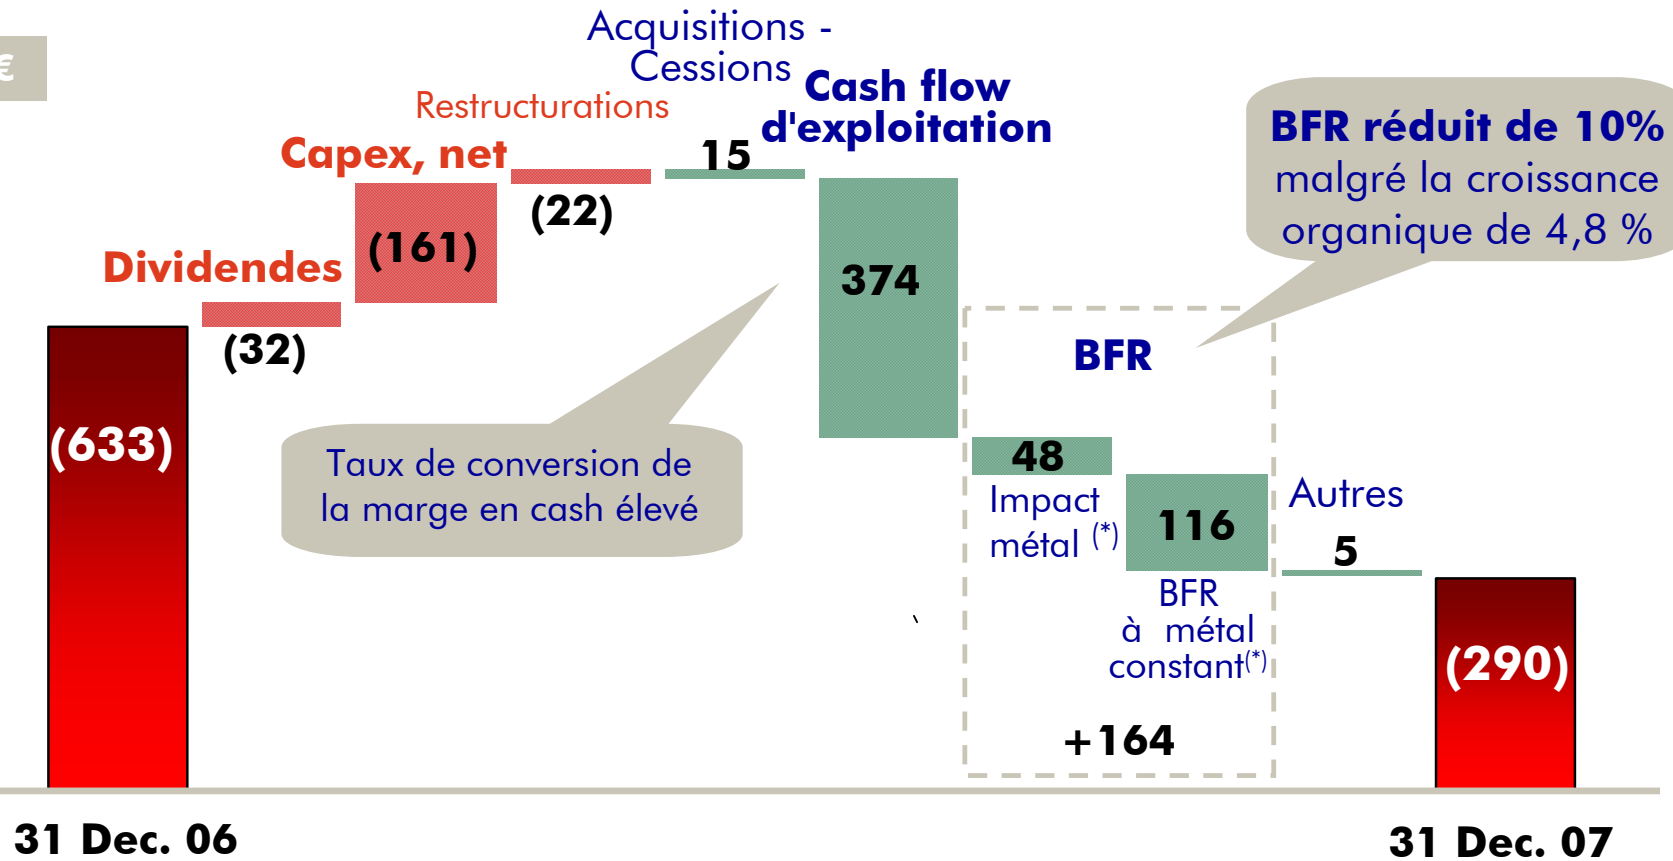 €
Acquisitions -
Cessions
Cash flow
d'exploitation
Restructurations
Capex, net
Dividendes
(633)
(32)
(161)
(22)
15
374
BFR réduit de 10%
malgré la croissance
organique de 4,8 %
Taux de conversion de
la marge en cash élevé
BFR
48
Impact
métal (*)
116
BFR
à métal
constant(*)
+164
Autres
5
(290)
31 Dec. 06
31 Dec. 07